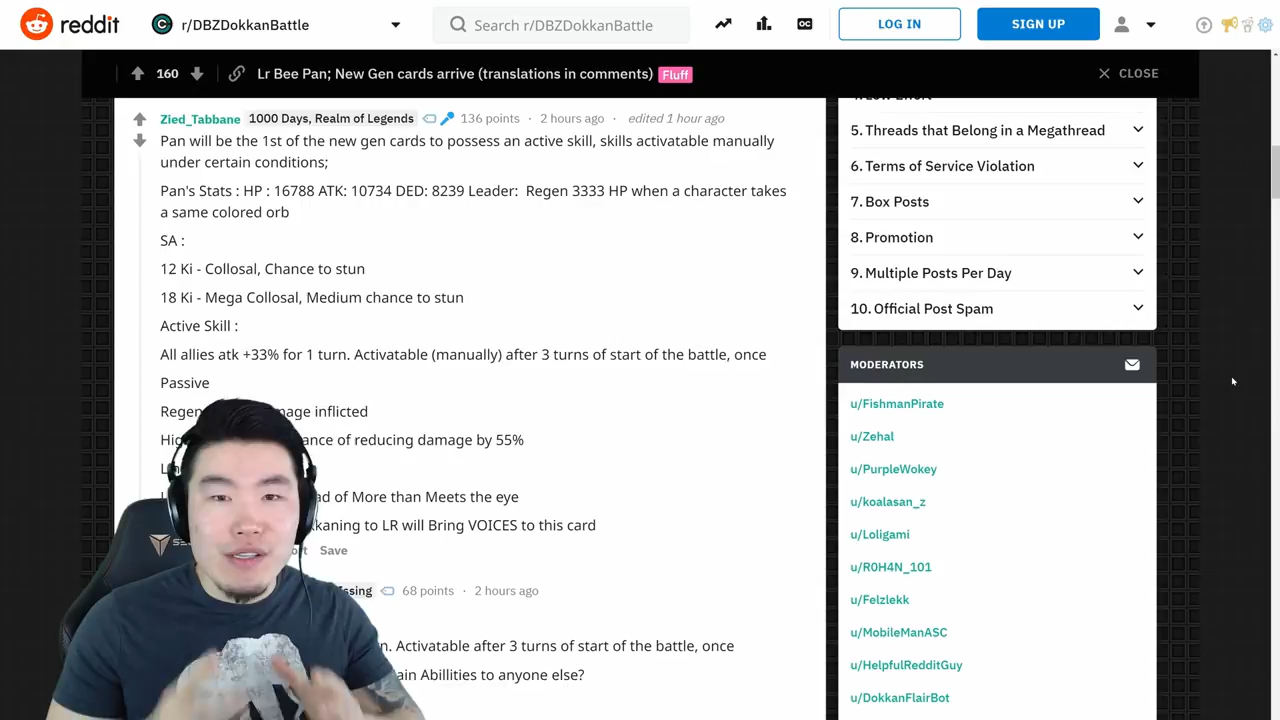 reddit r/DBZDokkanBattle Search r/DBZDokkanBattle LOG IN SIGN UP
160 Lr Bee Pan; New Gen cards arrive (translations in comments) Fluff CLOSE
Zied_Tabbane 1000 Days, Realm of Legends 136 points · 2 hours ago · edited 1 hour ago
Pan will be the 1st of the new gen cards to possess an active skill, skills activatable manually
under certain conditions;
Pan's Stats : HP : 16788 ATK: 10734 DED: 8239 Leader: Regen 3333 HP when a character takes
a same colored orb
SA :
12 Ki - Collosal, Chance to stun
18 Ki - Mega Collosal, Medium chance to stun
Active Skill :
All allies atk +33% for 1 turn. Activatable (manually) after 3 turns of start of the battle, once
Passive
inflicted
of reducing damage by 55%
of More than Meets the eye
to LR will Bring VOICES to this card
Save
68 points · 2 hours ago
Activatable after 3 turns of start of the battle, once
Abillities to anyone else?
5. Threads that Belong in a Megathread
6. Terms of Service Violation
7. Box Posts
8. Promotion
9. Multiple Posts Per Day
10. Official Post Spam
MODERATORS
u/FishmanPirate
u/Zehal
u/PurpleWokey
u/koalasan_z
u/Loligami
u/R0H4N_101
u/Felzlekk
u/MobileManASC
u/HelpfulRedditGuy
u/DokkanFlairBot